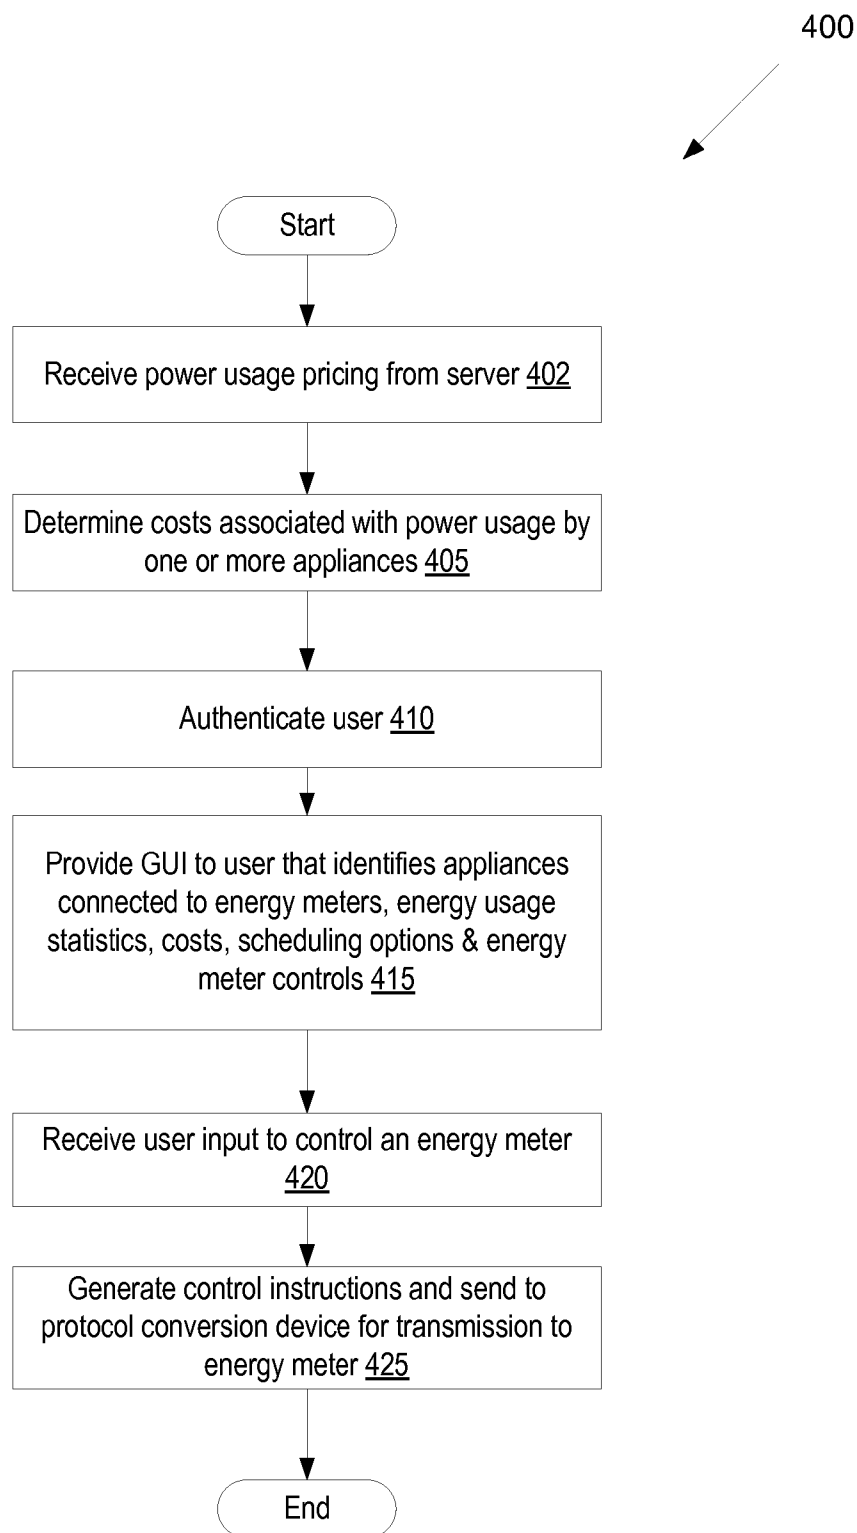 400
Start
Receive power usage pricing from server 402
Determine costs associated with power usage by
one or more appliances 405
Authenticate user 410
Provide GUI to user that identifies appliances
connected to energy meters, energy usage
statistics, costs, scheduling options & energy
meter controls 415
Receive user input to control an energy meter
420
Generate control instructions and send to
protocol conversion device for transmission to
energy meter 425
End